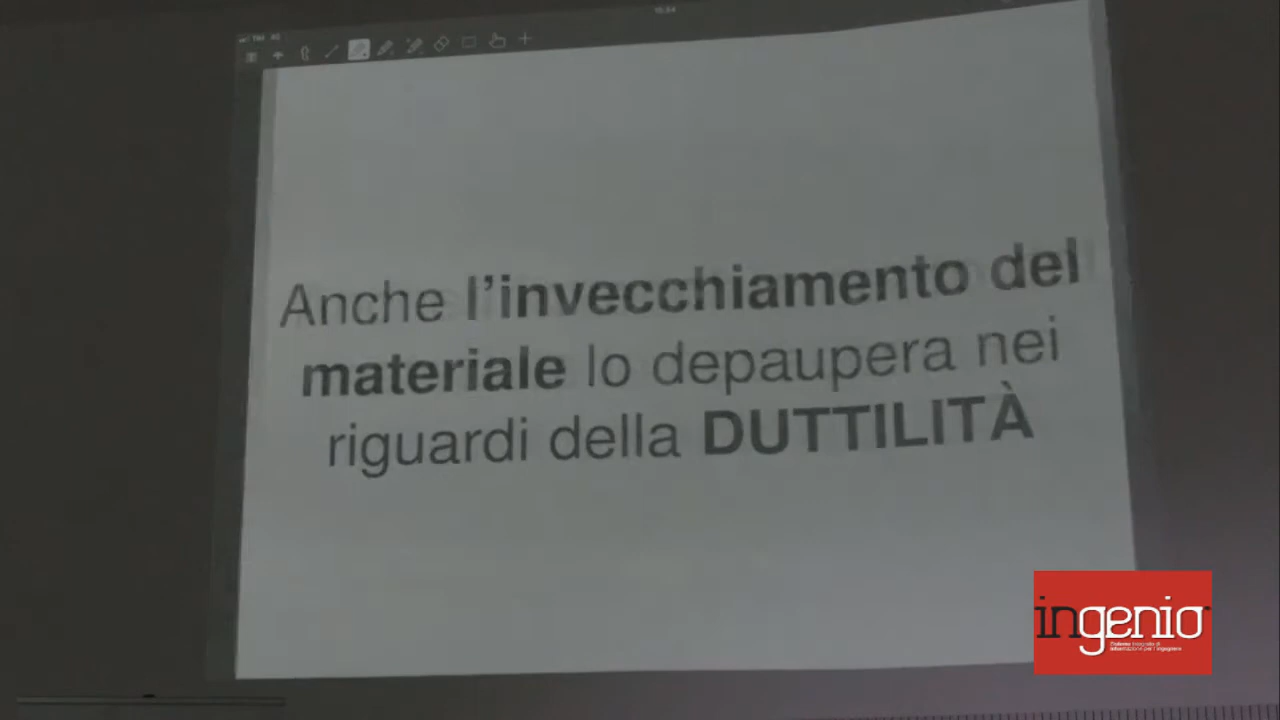 Anche l'invecchiamento del
materiale lo depaupera nei
riguardi della DUTTILITÀ
ingenio